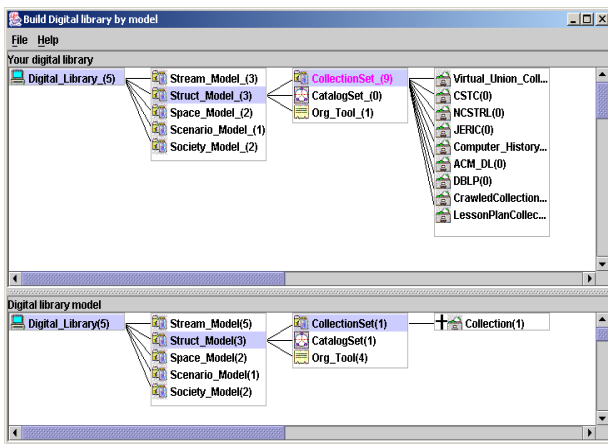 Build Digital library by model
File Help
Your digital library
Digital_Library_(5)
Stream_Model_(3)
Struct_Model_(3)
Space_Model_(2)
Scenario_Model_(1)
Society_Model_(2)
CollectionSet_(9)
CatalogSet_(0)
Org_Tool_(1)
Virtual_Union_Coll...
CSTC(0)
NCSTRL(0)
JERIC(0)
Computer_History...
ACM_DL(0)
DBLP(0)
CrawledCollection...
LessonPlanCollec...
Digital library model
Digital_Library(5)
Stream_Model(5)
Struct_Model(3)
Space_Model(2)
Scenario_Model(1)
Society_Model(2)
CollectionSet(1)
CatalogSet(1)
Org_Tool(4)
Collection(1)